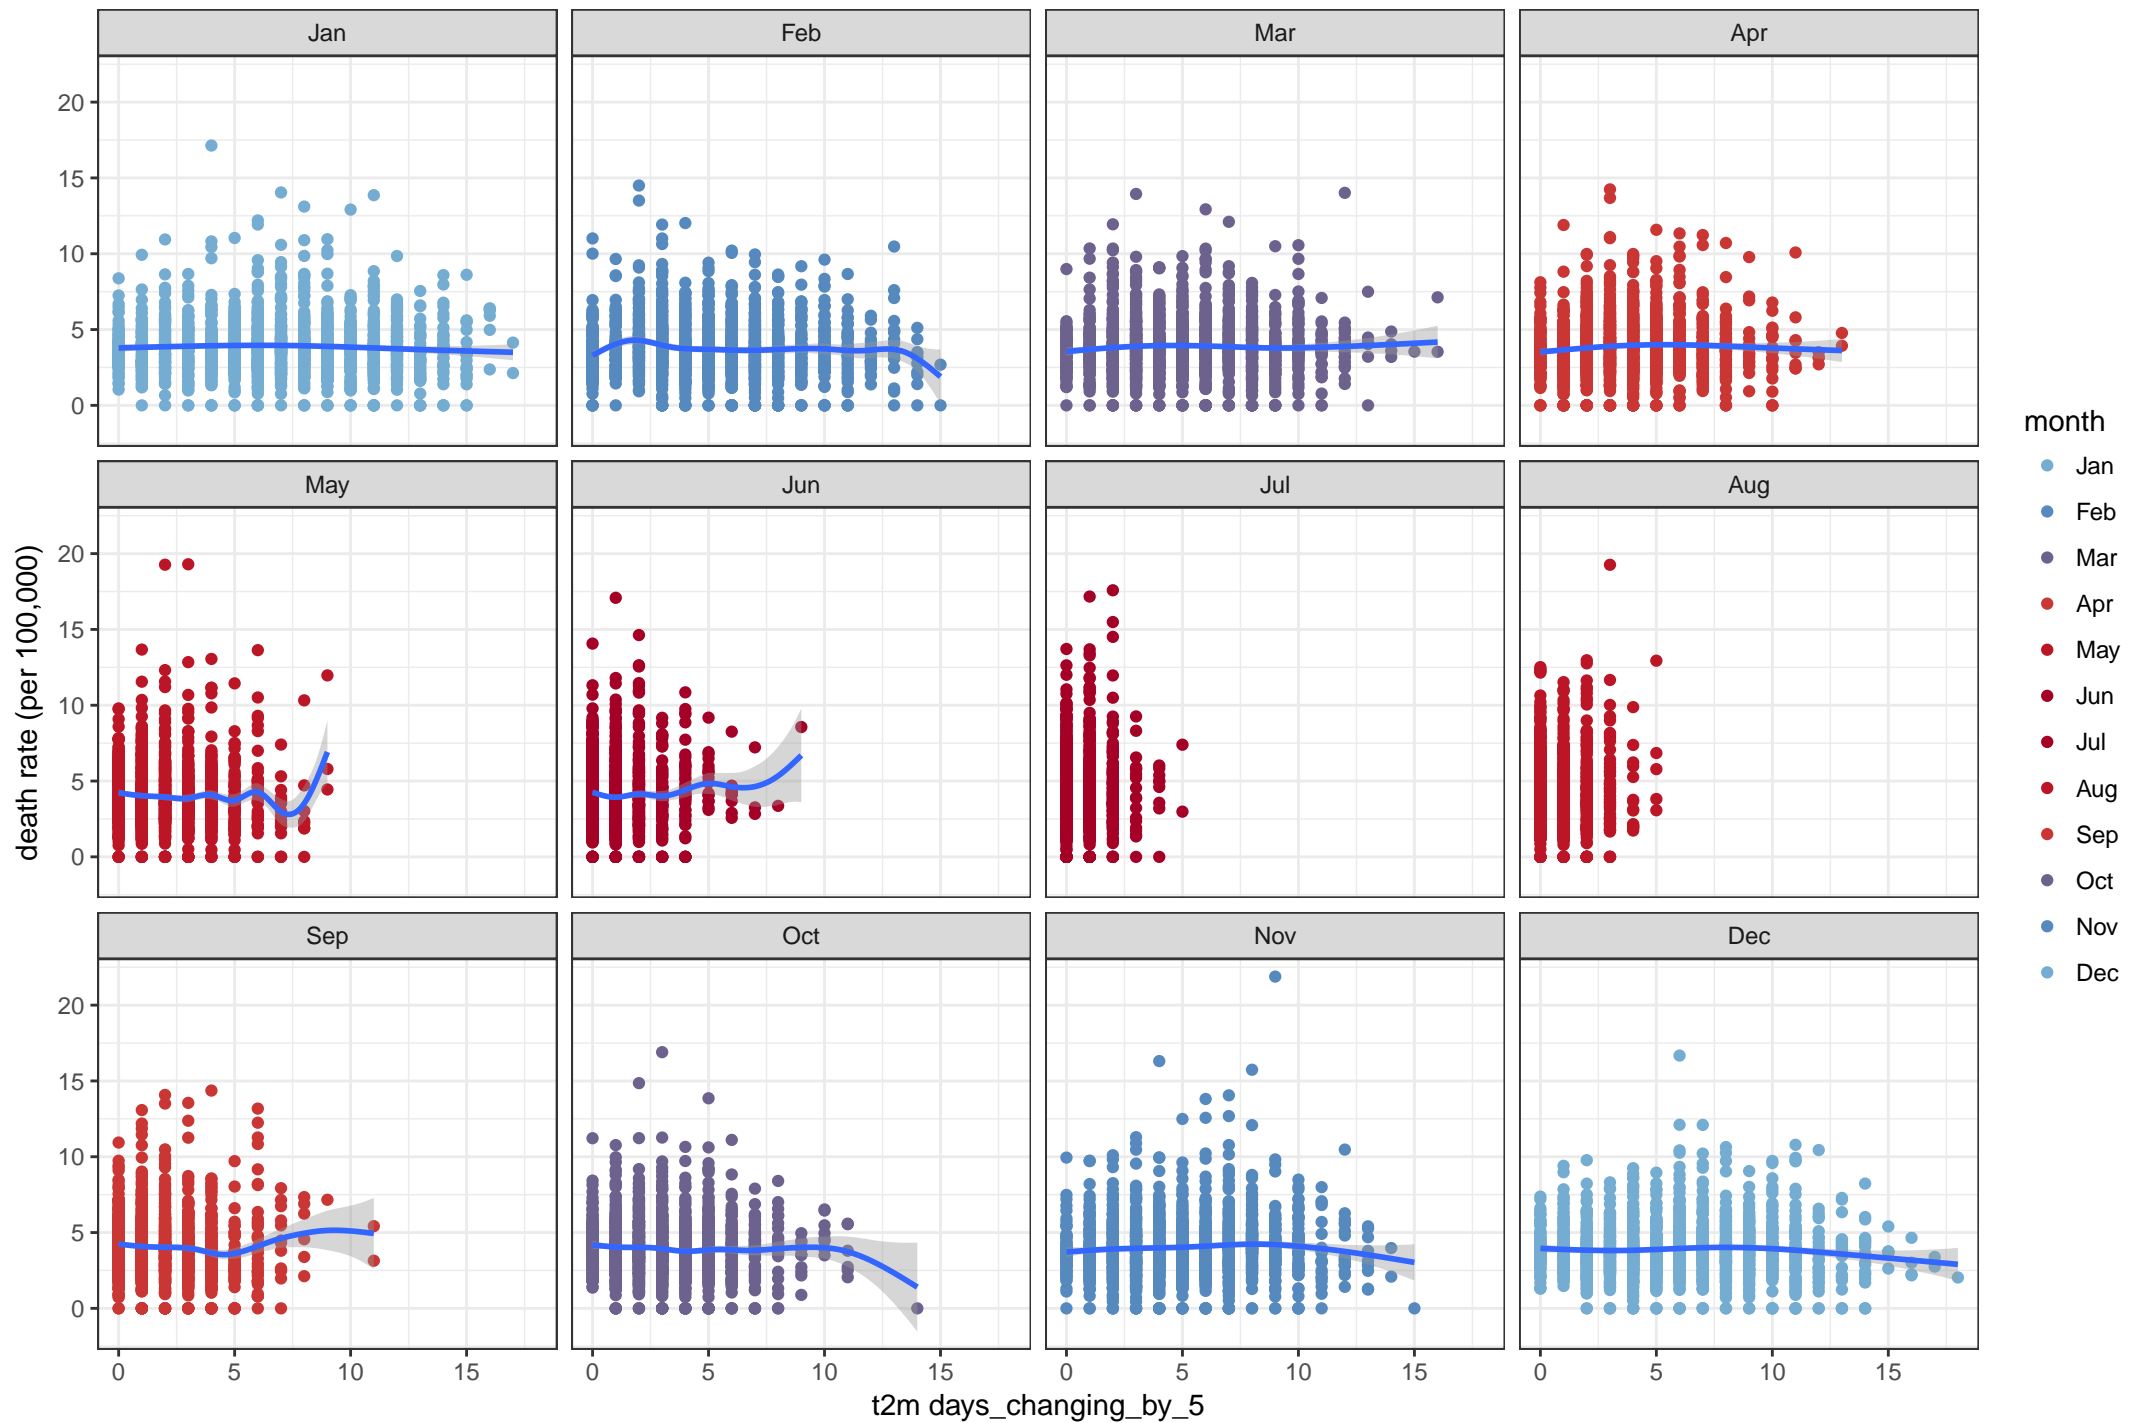 Jan Feb Mar Apr
20
15
10
5
0
May Jun Jul Aug
20
15
10
5
0
Sep Oct Nov Dec
20
15
10
5
0
0 5 10 15 0 5 10 15 0 5 10 15 0 5 10 15
t2m days_changing_by_5
death rate (per 100,000)
month
Jan
Feb
Mar
Apr
May
Jun
Jul
Aug
Sep
Oct
Nov
Dec